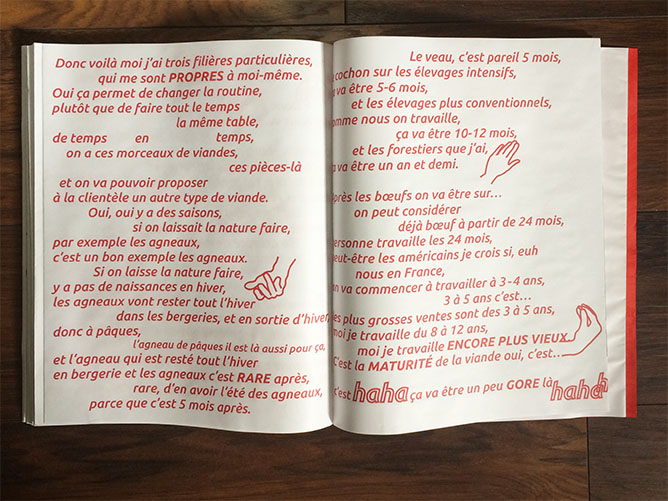 Donc voilà moi j'ai trois filières particulières,
qui me sont PROPRES à moi-même.
Oui ça permet de changer la routine,
plutôt que de faire tout le temps
la même table,
de temps en temps,
on a ces morceaux de viandes,
ces pièces-là
et on va pouvoir proposer
à la clientèle un autre type de viande.
Oui, oui y a des saisons,
si on laissait la nature faire,
par exemple les agneaux,
c'est un bon exemple les agneaux.
Si on laisse la nature faire,
y a pas de naissances en hiver,
les agneaux vont rester tout l'hiver
dans les bergeries, et en sortie d'hiver
donc à pâques,
l'agneau de pâques il est là aussi pour ça,
et l'agneau qui est resté tout l'hiver
en bergerie et les agneaux c'est RARE après,
rare, d'en avoir l'été des agneaux,
parce que c'est 5 mois après.
Le veau, c'est pareil 5 mois,
cochon sur les élevages intensifs,
va être 5-6 mois,
et les élevages plus conventionnels,
omme nous on travaille,
ça va être 10-12 mois,
et les forestiers que j'ai,
a va être un an et demi.
Après les bœufs on va être sur...
on peut considérer
déjà bœuf à partir de 24 mois,
ersonne travaille les 24 mois,
eut-être les américains je crois si, euh
nous en France,
on va commencer à travailler à 3-4 ans,
3 à 5 ans c'est...
es plus grosses ventes sont des 3 à 5 ans,
moi je travaille du 8 à 12 ans,
moi je travaille ENCORE PLUS VIEUX
C'est la MATURITÉ de la viande oui, c'est...
c'est haha ça va être un peu GORE là hahah